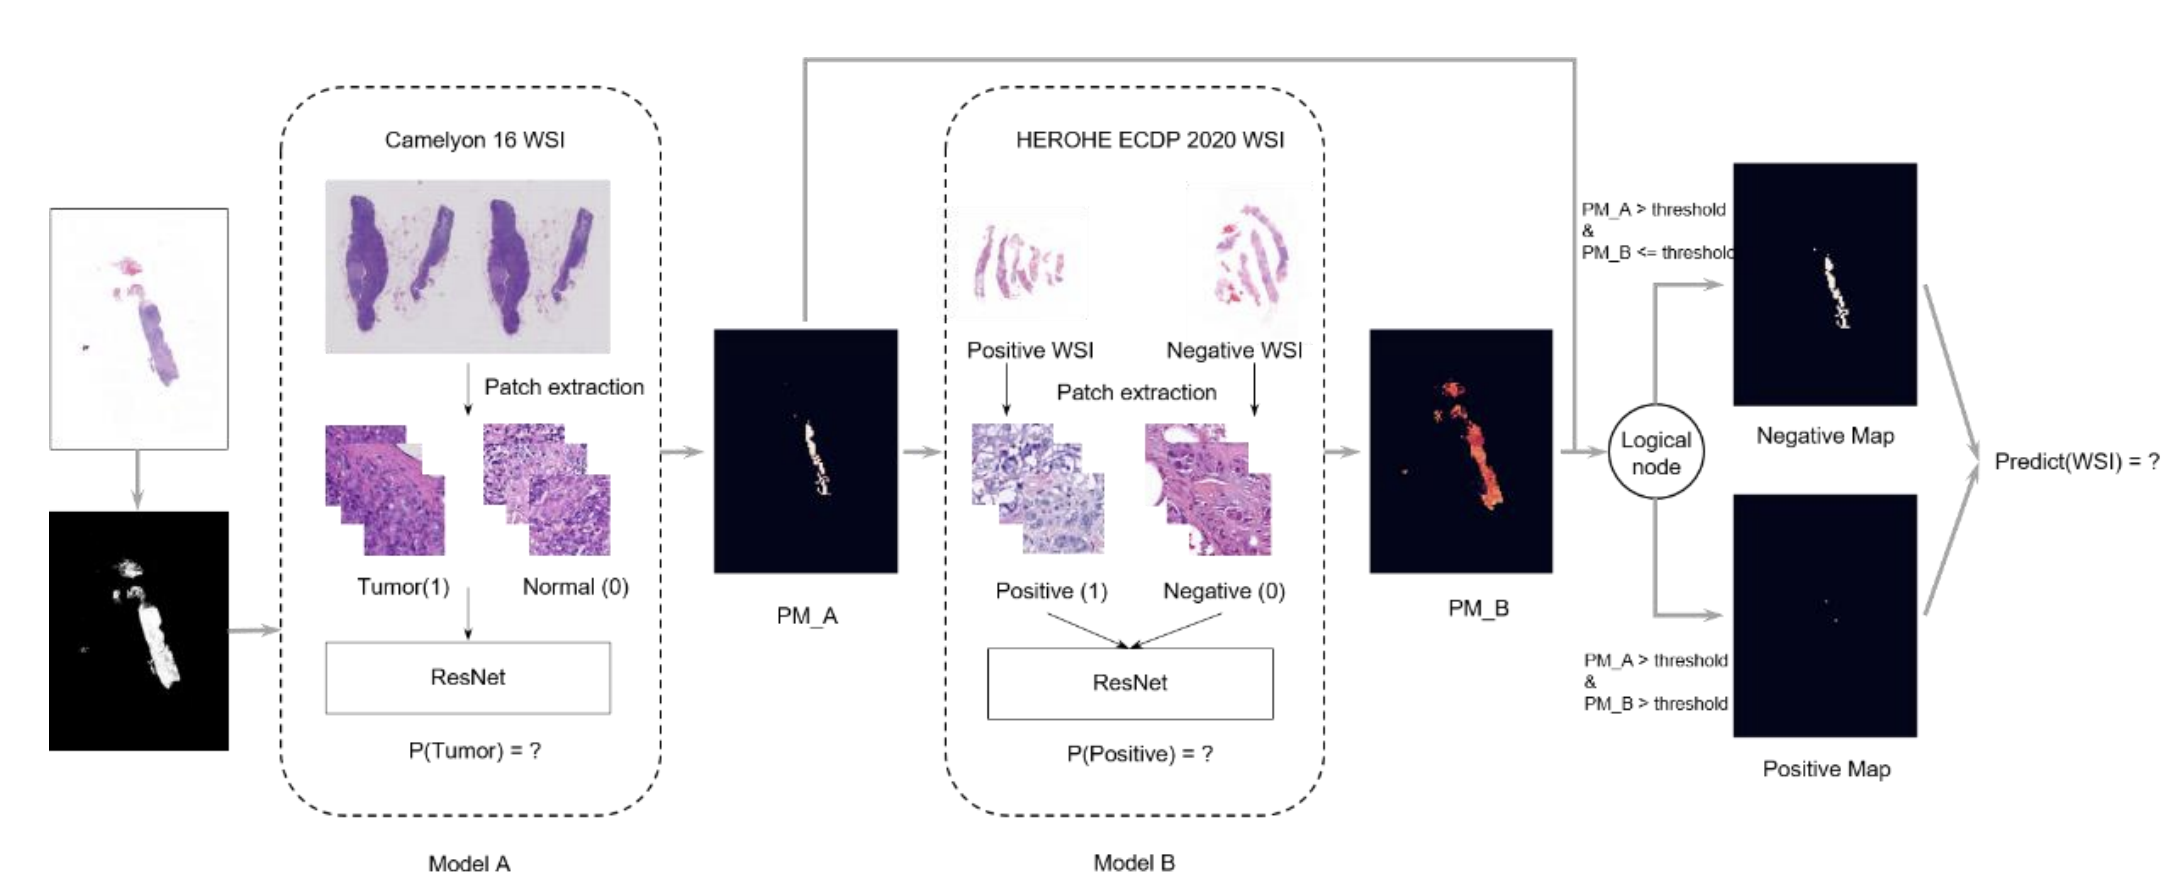 Camelyon 16 WSI
Patch extraction
Tumor(1)
Normal (0)
ResNet
P(Tumor) = ?
Model A
PM_A
HEROHE ECDP 2020 WSI
Positive WSI
Negative WSI
Patch extraction
Positive (1)
Negative (0)
ResNet
P(Positive) = ?
Model B
PM_B
PM_A > threshold
&
PM_B <= threshold
Logical
node
PM_A > threshold
&
PM_B > threshold
Negative Map
Positive Map
Predict(WSI) = ?